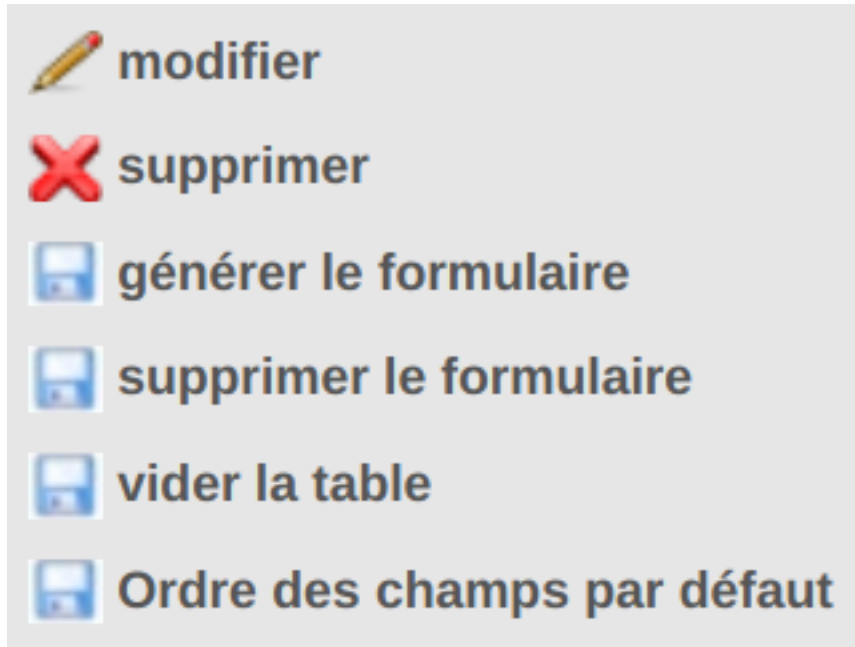 modifier
supprimer
générer le formulaire
supprimer le formulaire
vider la table
Ordre des champs par défaut